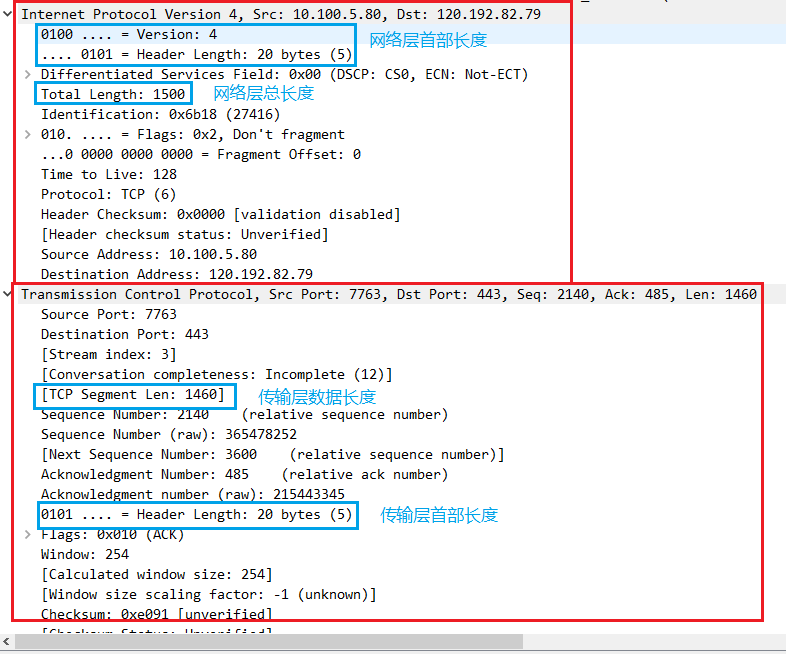 Internet Protocol Version 4, Src: 10.100.5.80, Dst: 120.192.82.79
0100 .... = Version: 4
网络层首部长度
.... 0101 = Header Length: 20 bytes (5)
Differentiated Services Field: 0x00 (DSCP: CS0, ECN: Not-ECT)
Total Length: 1500
网络层总长度
Identification: 0x6b18 (27416)
010. .... = Flags: 0x2, Don't fragment
...0 0000 0000 0000 = Fragment Offset: 0
Time to Live: 128
Protocol: TCP (6)
Header Checksum: 0x0000 [validation disabled]
[Header checksum status: Unverified]
Source Address: 10.100.5.80
Destination Address: 120.192.82.79
Transmission Control Protocol, Src Port: 7763, Dst Port: 443, Seq: 2140, Ack: 485, Len: 1460
Source Port: 7763
Destination Port: 443
[Stream index: 3]
[Conversation completeness: Incomplete (12)]
[TCP Segment Len: 1460]
传输层数据长度
Sequence Number: 2140    (relative sequence number)
Sequence Number (raw): 365478252
[Next Sequence Number: 3600    (relative sequence number)]
Acknowledgment Number: 485    (relative ack number)
Acknowledgment number (raw): 215443345
0101 .... = Header Length: 20 bytes (5)
传输层首部长度
Flags: 0x010 (ACK)
Window: 254
[Calculated window size: 254]
[Window size scaling factor: -1 (unknown)]
Checksum: 0xe091 [unverified]
[Checksum Status: Unverified]